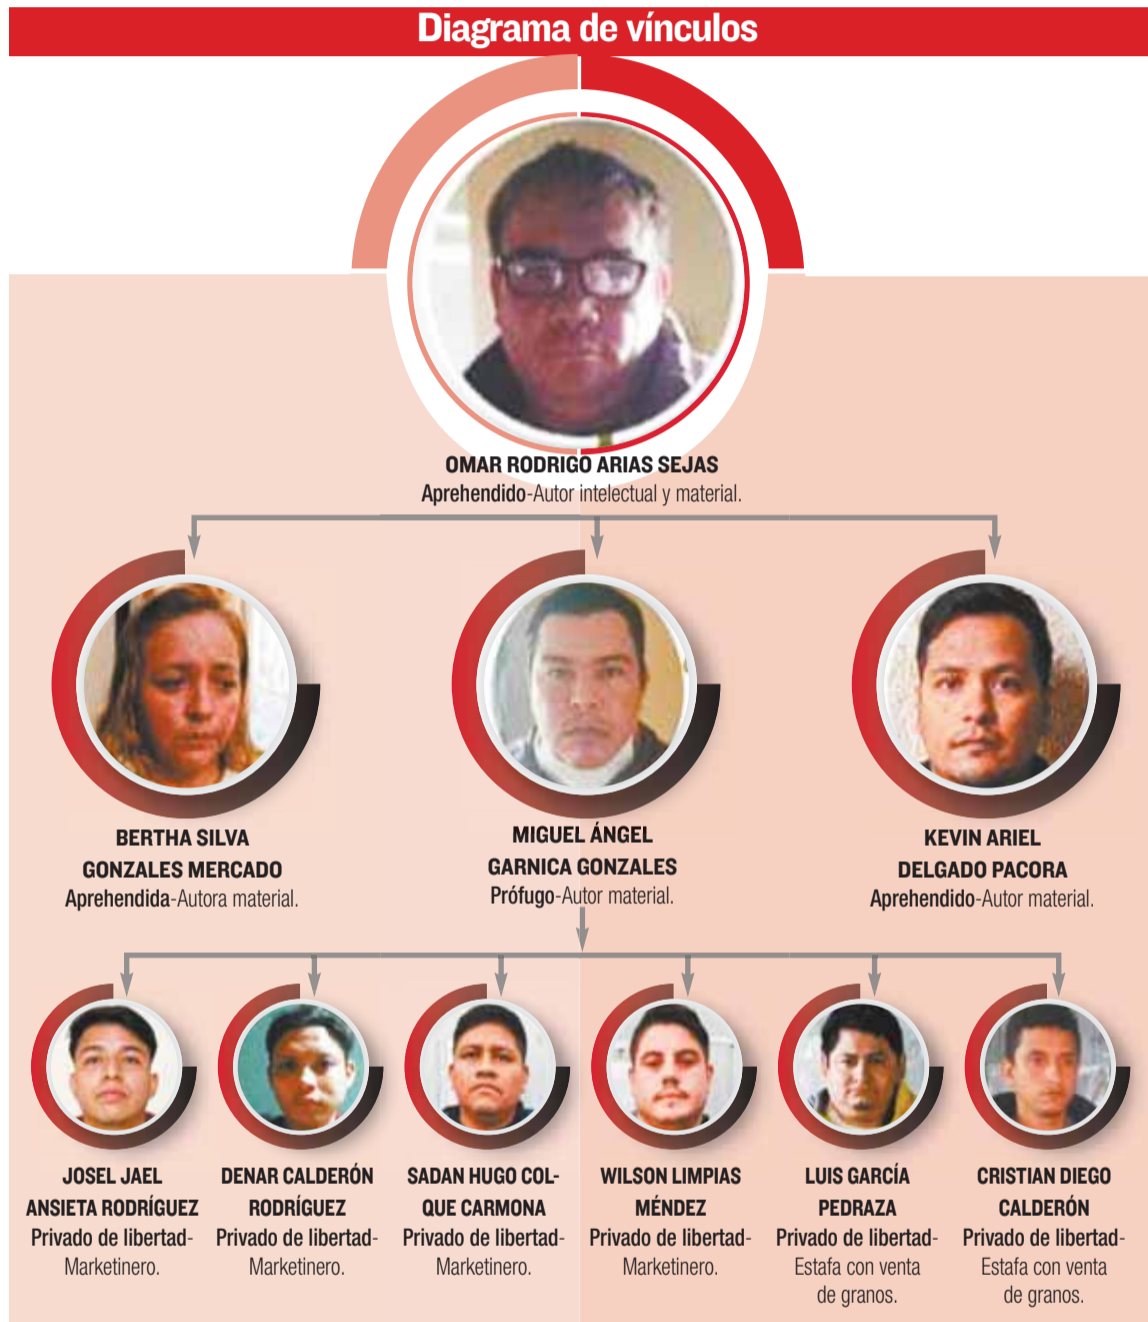 Diagrama de vínculos
OMAR RODRIGO ARIAS SEJAS
Aprehendido-Autor intelectual y material.
BERTHA SILVA
GONZALES MERCADO
Aprehendida-Autora material.
MIGUEL ÁNGEL
GARNICA GONZALES
Prófugo-Autor material.
KEVIN ARIEL
DELGADO PACORA
Aprehendido-Autor material.
JOSEL JAEL
ANSIETA RODRÍGUEZ
Privado de libertad-
Marketinero.
DENAR CALDERÓN
RODRÍGUEZ
Privado de libertad-
Marketinero.
SADAN HUGO COL-
QUE CARMONA
Privado de libertad-
Marketinero.
WILSON LIMPIAS
MÉNDEZ
Privado de libertad-
Marketinero.
LUIS GARCÍA
PEDRAZA
Privado de libertad-
Estafa con venta
de granos.
CRISTIAN DIEGO
CALDERÓN
Privado de libertad-
Estafa con venta
de granos.